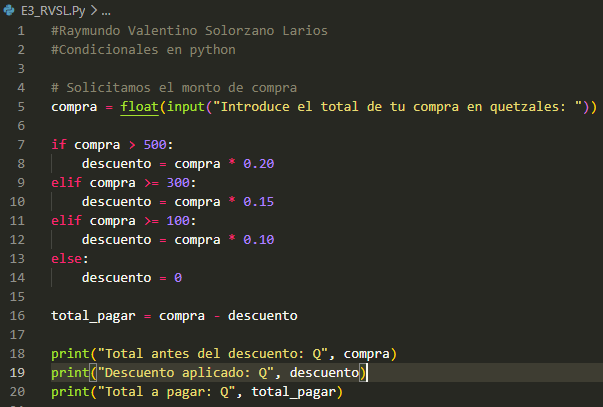 E3_RVSL.Py > ...
1 #Raymundo Valentino Solorzano Larios
2 #Condicionales en python
3
4 # Solicitamos el monto de compra
5 compra = float(input("Introduce el total de tu compra en quetzales: "))
6
7 if compra > 500:
8     descuento = compra * 0.20
9 elif compra >= 300:
10     descuento = compra * 0.15
11 elif compra >= 100:
12     descuento = compra * 0.10
13 else:
14     descuento = 0
15
16 total_pagar = compra - descuento
17
18 print("Total antes del descuento: Q", compra)
19 print("Descuento aplicado: Q", descuento)
20 print("Total a pagar: Q", total_pagar)